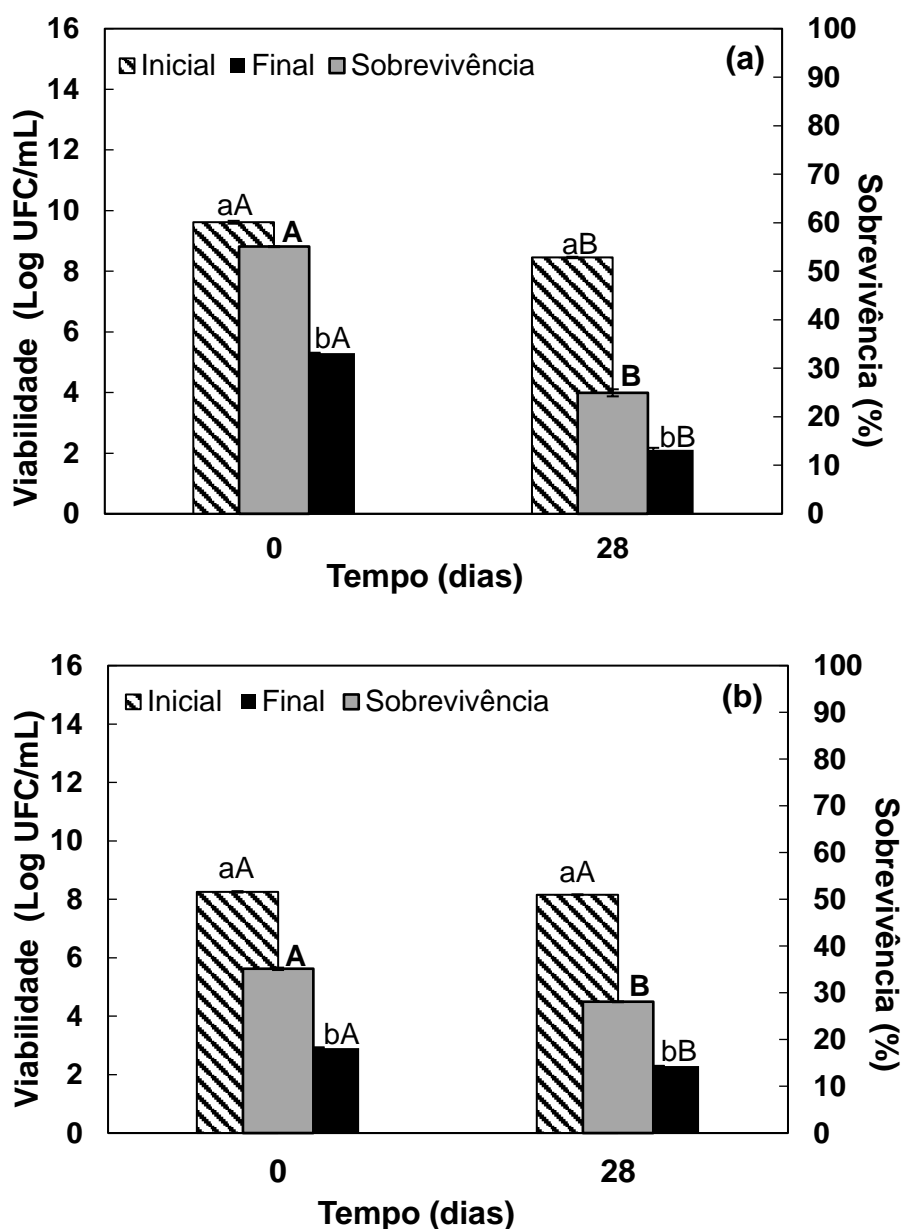 16
14
12
10
8
6
4
2
0
Viabilidade (Log UFC/mL)
100
90
80
70
60
50
40
30
20
10
0
Sobrevivência (%)
Inicial Final Sobrevivência
(a)
aA
A
bA
aB
B
bB
0 28
Tempo (dias)
16
14
12
10
8
6
4
2
0
Viabilidade (Log UFC/mL)
100
90
80
70
60
50
40
30
20
10
0
Sobrevivência (%)
Inicial Final Sobrevivência
(b)
aA
A
bA
aA
B
bB
0 28
Tempo (dias)